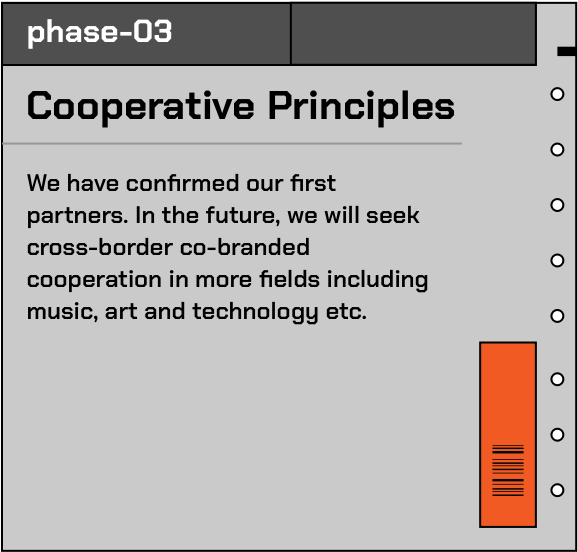 phase-03
Cooperative Principles
We have confirmed our first
partners. In the future, we will seek
cross-border co-branded
cooperation in more fields including
music, art and technology etc.